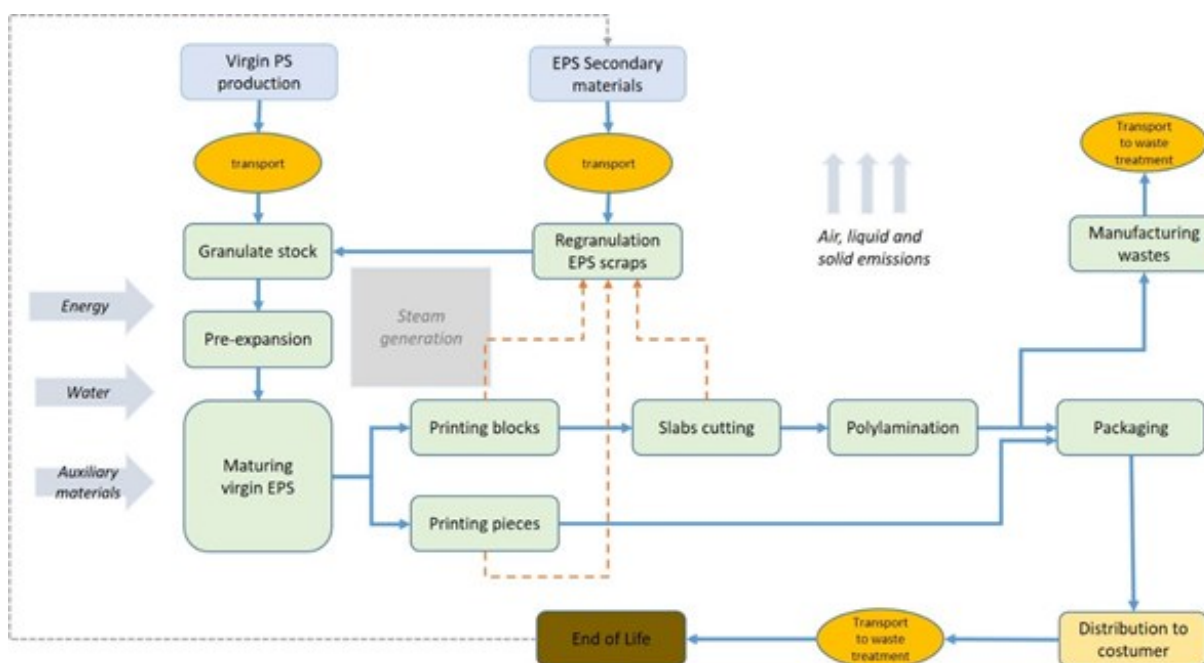 Virgin PS
production
EPS Secondary
materials
transport
transport
Transport
to waste
treatment
Granulate stock
Regranulation
EPS scraps
Air, liquid and
solid emissions
Manufacturing
wastes
Energy
Steam
generation
Pre-expansion
Water
Printing blocks
Slabs cutting
Polylamination
Packaging
Auxiliary
materials
Maturing
virgin EPS
Printing pieces
End of Life
Transport
to waste
treatment
Distribution to
costumer